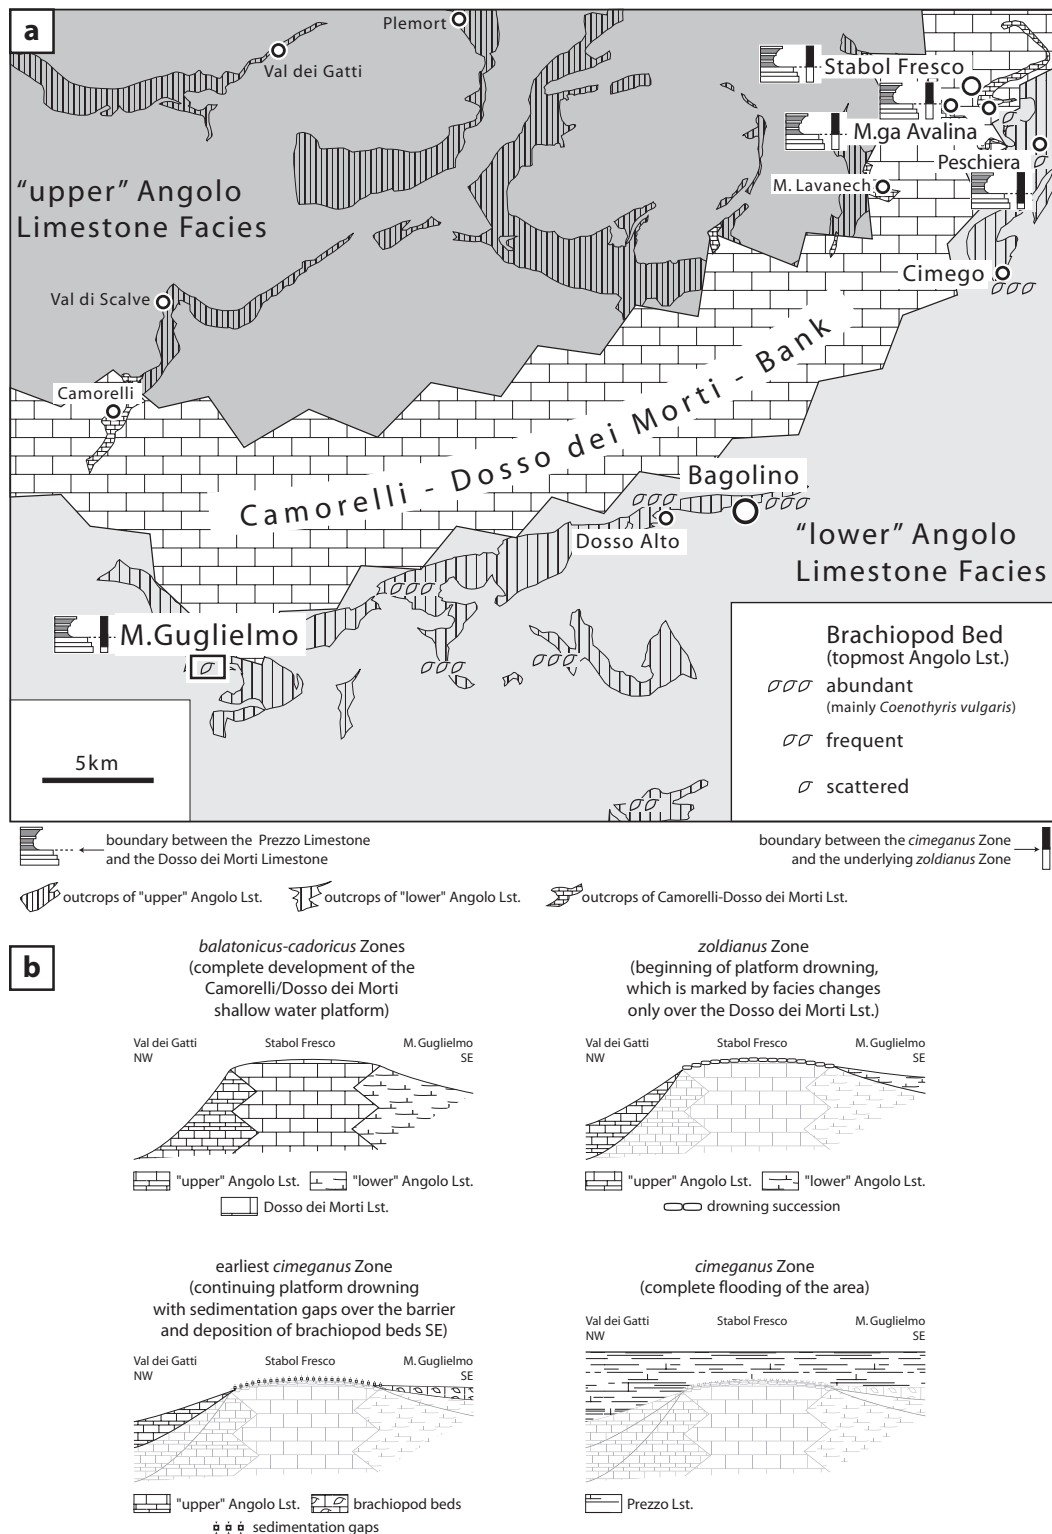 a
Plemort
Val dei Gatti
Stabol Fresco
M.ga Avalina
Peschiera
"upper" Angolo
Limestone Facies
M. Lavanech
Cimego
Val di Scalve
Camorelli
Camorelli - Dosso dei Morti - Bank
Bagolino
Dosso Alto
"lower" Angolo
Limestone Facies
M.Guglielmo
Brachiopod Bed
(topmost Angolo Lst.)
abundant
(mainly Coenothyris vulgaris)
frequent
scattered
5km
boundary between the Prezzo Limestone
and the Dosso dei Morti Limestone
boundary between the cimeganus Zone
and the underlying zoldianus Zone
outcrops of "upper" Angolo Lst.
outcrops of "lower" Angolo Lst.
outcrops of Camorelli-Dosso dei Morti Lst.
b
balatonicus-cadoricus Zones
(complete development of the
Camorelli/Dosso dei Morti
shallow water platform)
Val dei Gatti Stabol Fresco M. Guglielmo
NW SE
"upper" Angolo Lst. "lower" Angolo Lst.
Dosso dei Morti Lst.
zoldianus Zone
(beginning of platform drowning,
which is marked by facies changes
only over the Dosso dei Morti Lst.)
Val dei Gatti Stabol Fresco M. Guglielmo
NW SE
"upper" Angolo Lst. "lower" Angolo Lst.
drowning succession
earliest cimeganus Zone
(continuing platform drowning
with sedimentation gaps over the barrier
and deposition of brachiopod beds SE)
Val dei Gatti Stabol Fresco M. Guglielmo
NW SE
"upper" Angolo Lst. brachiopod beds
sedimentation gaps
cimeganus Zone
(complete flooding of the area)
Val dei Gatti Stabol Fresco M. Guglielmo
NW SE
Prezzo Lst.